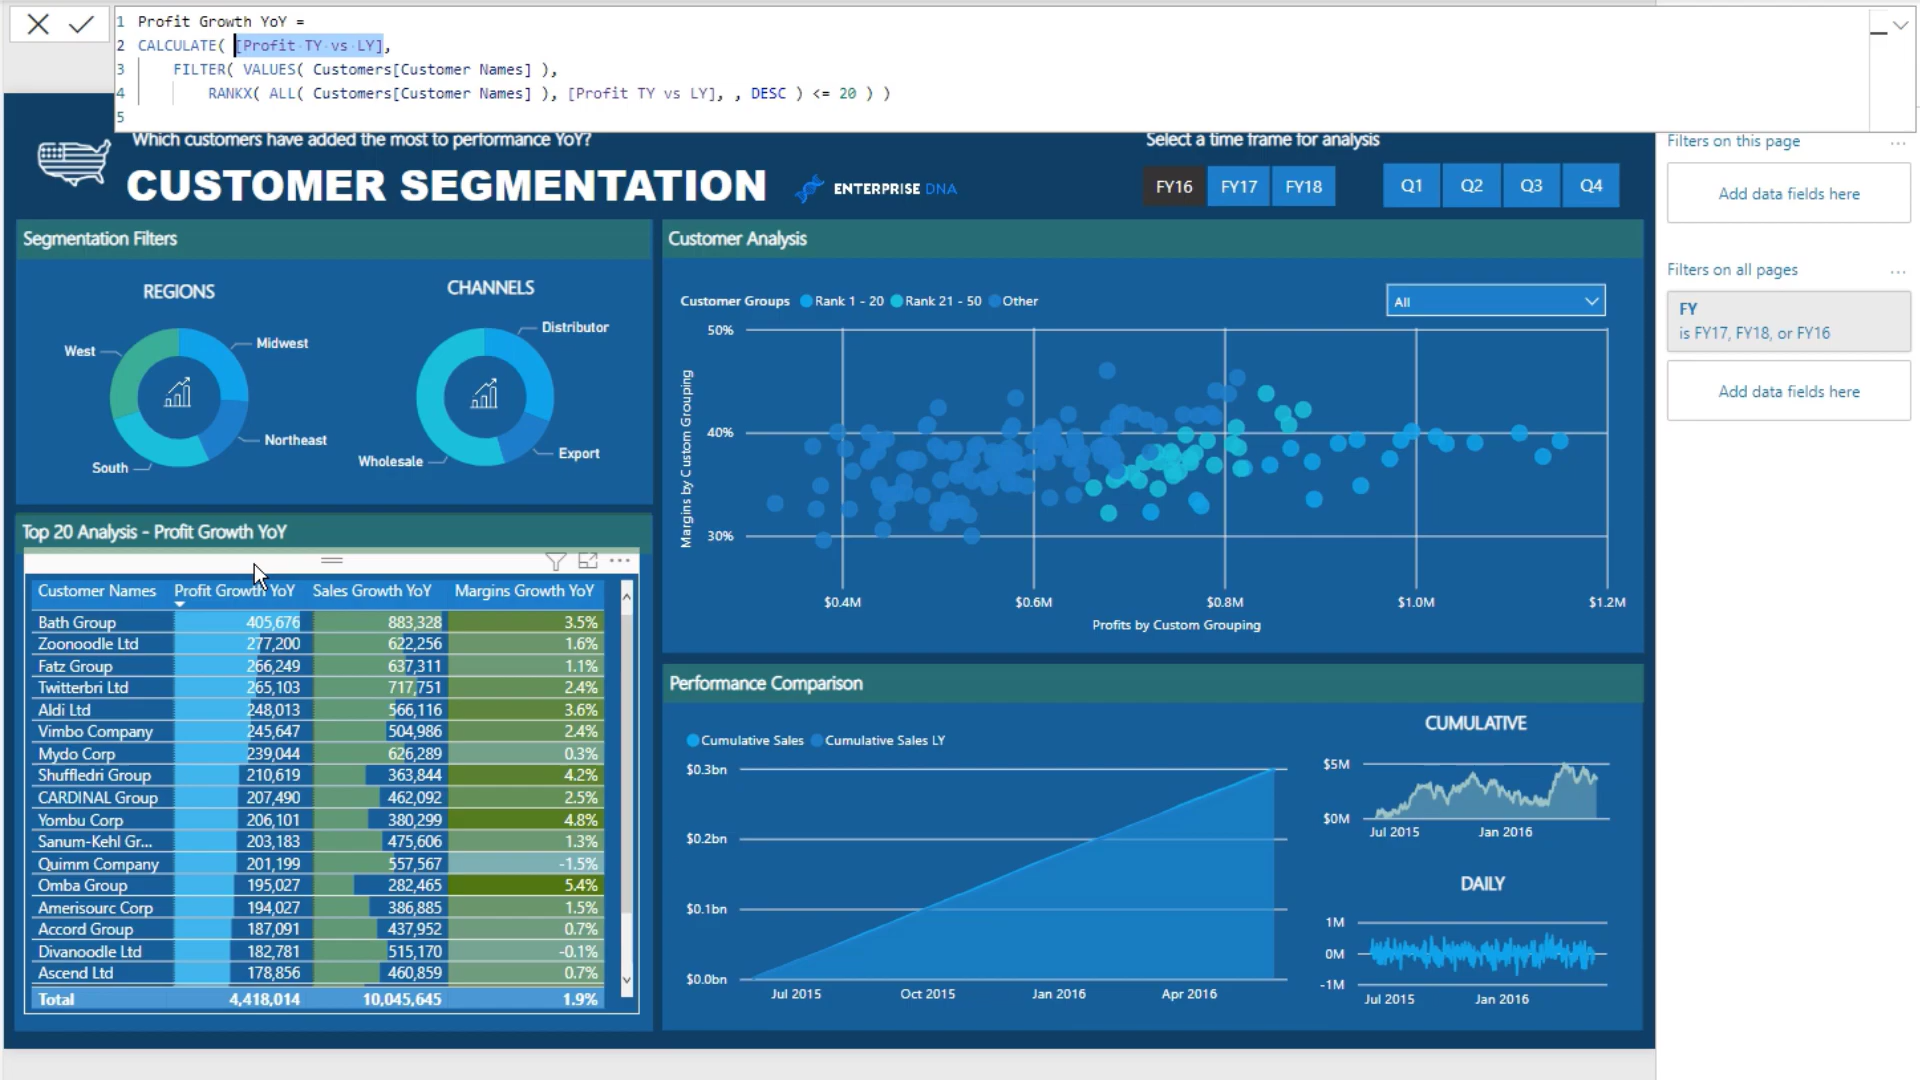 1 Profit Growth YoY =
2 CALCULATE( [Profit TY vs LY],
3 FILTER( VALUES( Customers[Customer Names] ),
4 RANKX( ALL( Customers[Customer Names] ), [Profit TY vs LY], , DESC ) <= 20 ) )
5
Which customers have added the most to performance YoY?
CUSTOMER SEGMENTATION
ENTERPRISE DNA
Select a time frame for analysis
FY16 FY17 FY18 Q1 Q2 Q3 Q4
Filters on this page
...
Add data fields here
Filters on all pages
...
FY
is FY17, FY18, or FY16
Add data fields here
Segmentation Filters
REGIONS
West
Midwest
Northeast
South
CHANNELS
Distributor
Wholesale
Export
Customer Analysis
Customer Groups Rank 1 - 20 Rank 21 - 50 Other
All
Margins by Custom Grouping
50%
40%
30%
$0.4M $0.6M $0.8M $1.0M $1.2M
Profits by Custom Grouping
Top 20 Analysis - Profit Growth YoY
Customer Names Profit Growth YoY Sales Growth YoY Margins Growth YoY
Bath Group 405,676 883,328 3.5%
Zoonoodle Ltd 277,200 622,256 1.6%
Fatz Group 266,249 637,311 1.1%
Twitterbri Ltd 265,103 717,751 2.4%
Aldi Ltd 248,013 566,116 3.6%
Vimbo Company 245,647 504,986 2.4%
Mydo Corp 239,044 626,289 0.3%
Shuffledri Group 210,619 363,844 4.2%
CARDINAL Group 207,490 462,092 2.5%
Yombu Corp 206,101 380,299 4.8%
Sanum-Kehl Gr... 203,183 475,606 1.3%
Quimm Company 201,199 557,567 -1.5%
Omba Group 195,027 282,465 5.4%
Amerisourc Corp 194,027 386,885 1.5%
Accord Group 187,091 437,952 0.7%
Divanoodle Ltd 182,781 515,170 -0.1%
Ascend Ltd 178,856 460,859 0.7%
Total 4,418,014 10,045,645 1.9%
Performance Comparison
Cumulative Sales Cumulative Sales LY
$0.3bn
$0.2bn
$0.1bn
$0.0bn
Jul 2015 Oct 2015 Jan 2016 Apr 2016
CUMULATIVE
$5M
$0M
Jul 2015 Jan 2016
DAILY
1M
0M
-1M
Jul 2015 Jan 2016